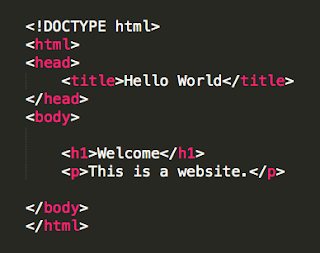 <!DOCTYPE html>
<html>
<head>
    <title>Hello World</title>
</head>
<body>

    <h1>Welcome</h1>
    <p>This is a website.</p>

</body>
</html>